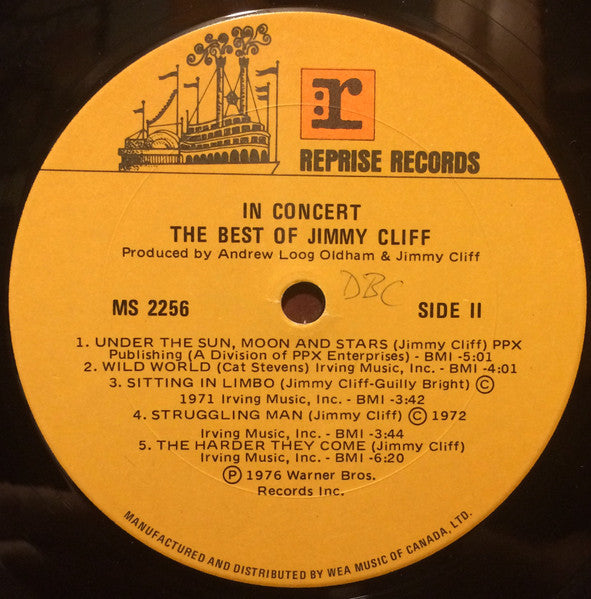 r
REPRISE RECORDS
IN CONCERT
THE BEST OF JIMMY CLIFF
Produced by Andrew Loog Oldham & Jimmy Cliff
DBC
MS 2256 SIDE II
1. UNDER THE SUN, MOON AND STARS (Jimmy Cliff) PPX
Publishing (A Division of PPX Enterprises) - BMI -5:01
2. WILD WORLD (Cat Stevens) Irving Music, Inc. - BMI -4:01
3. SITTING IN LIMBO (Jimmy Cliff-Guilly Bright) ©
1971 Irving Music, Inc. - BMI -3:42
4. STRUGGLING MAN (Jimmy Cliff) © 1972
Irving Music, Inc. - BMI -3:44
5. THE HARDER THEY COME (Jimmy Cliff)
Irving Music, Inc. - BMI -6:20
℗ 1976 Warner Bros.
Records Inc.
MANUFACTURED AND DISTRIBUTED BY WEA MUSIC OF CANADA, LTD.